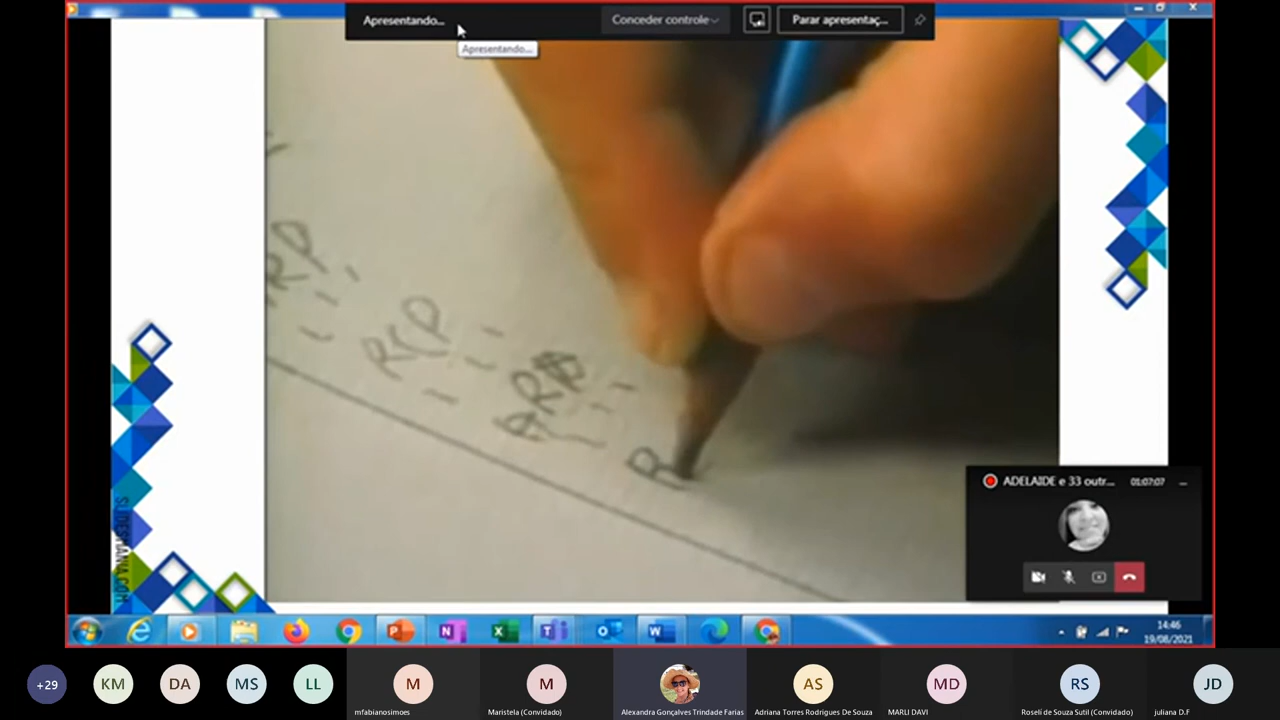 Apresentando...
Conceder controle
Parar apresentaç...
Apresentando...
RP
RCP
R
ADELAIDE e 33 outr...
01:07:07
14:46
19/08/2021
+29
KM
DA
MS
LL
M
M
AS
MD
RS
JD
mfabianosimoes
Maristela (Convidado)
Alexandra Gonçalves Trindade Farias
Adriana Torres Rodrigues De Souza
MARLI DAVI
Roseli de Souza Sutil (Convidado)
juliana D.F